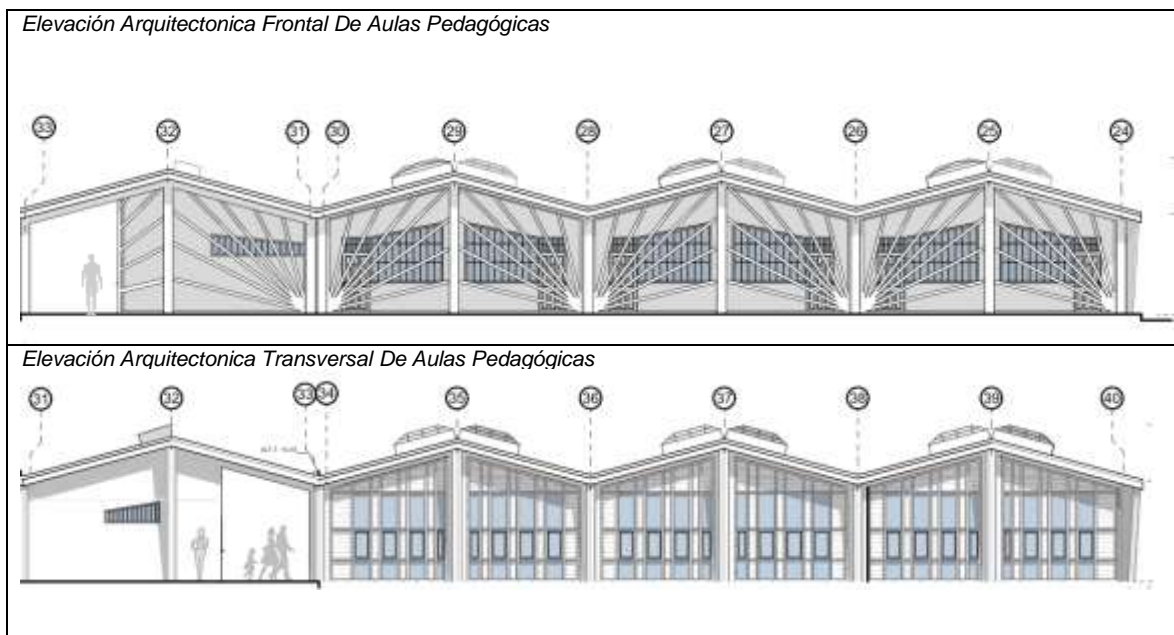 Elevación Arquitectonica Frontal De Aulas Pedagógicas
33 32 31 30 29 28 27 26 25 24
Elevación Arquitectonica Transversal De Aulas Pedagógicas
31 32 33 34 35 36 37 38 39 40